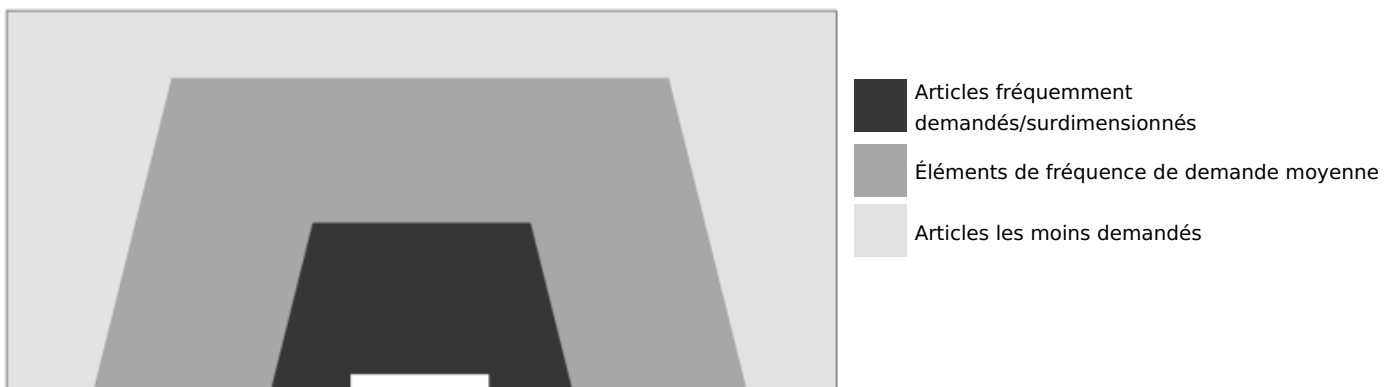 Articles fréquemment
demandés/surdimensionnés
Éléments de fréquence de demande moyenne
Articles les moins demandés